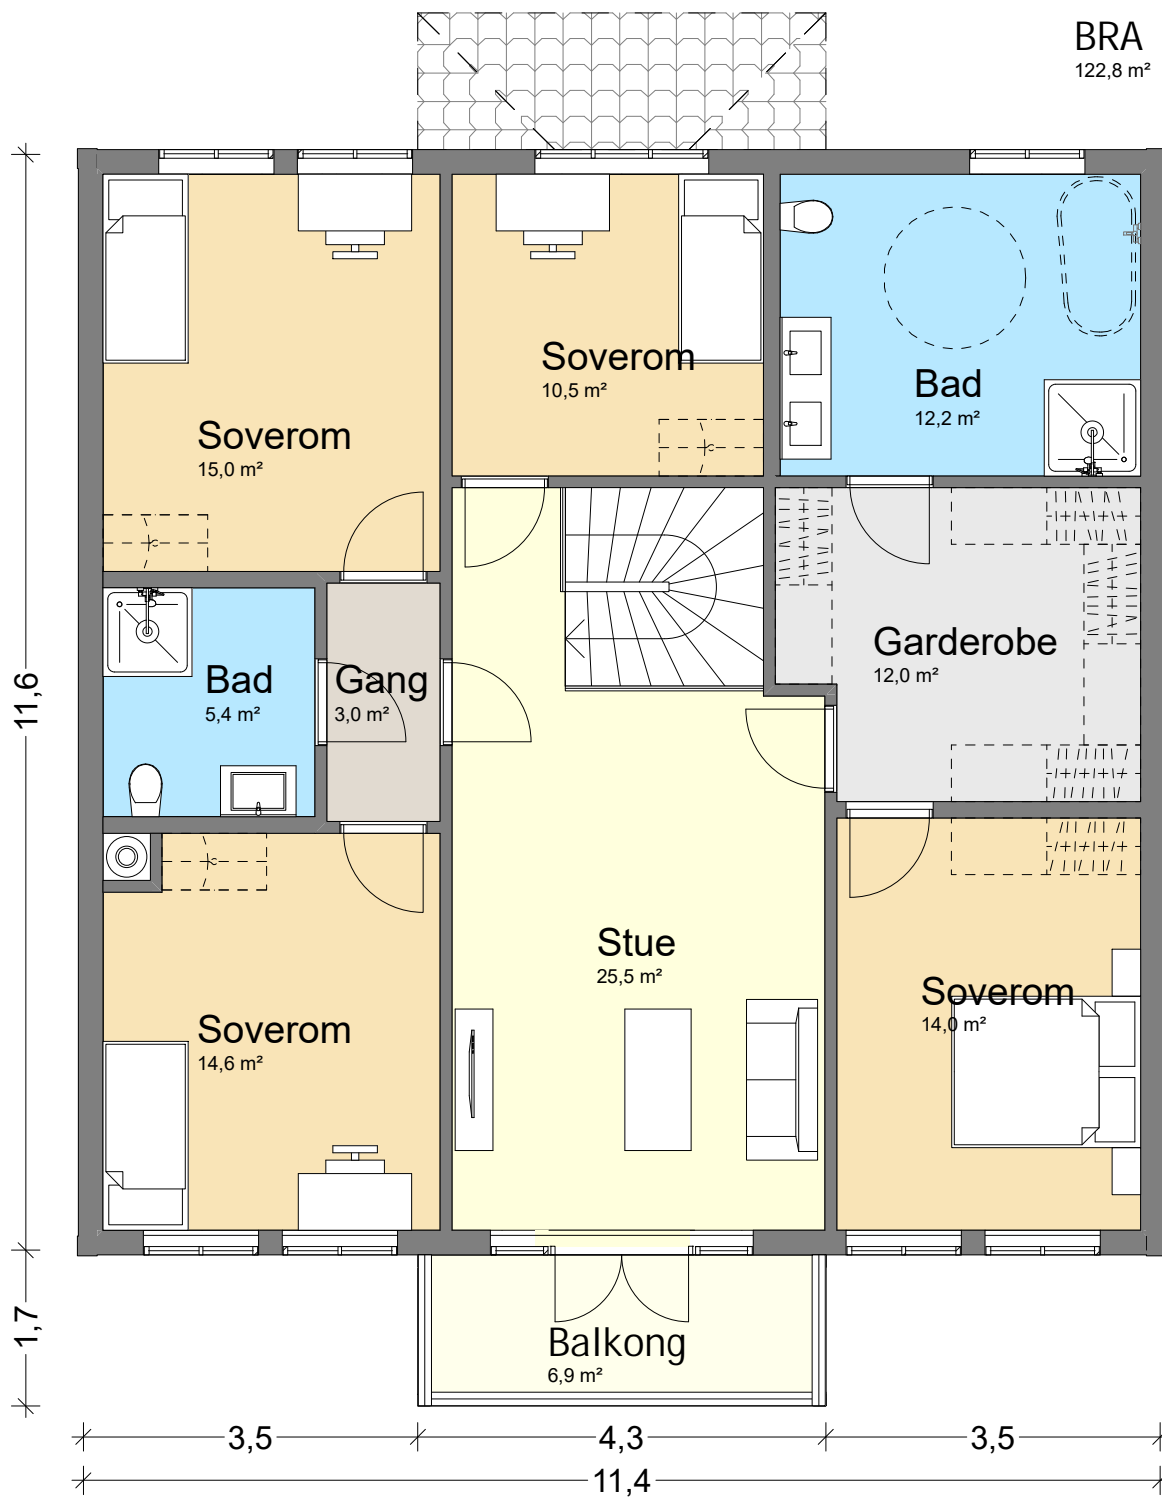 BRA
122,8 m²
Soverom
10,5 m²
Bad
12,2 m²
Soverom
15,0 m²
Garderobe
12,0 m²
Bad
5,4 m²
Gang
3,0 m²
11,6
Stue
25,5 m²
Soverom
14,0 m²
Soverom
14,6 m²
1,7
Balkong
6,9 m²
3,5
4,3
3,5
11,4